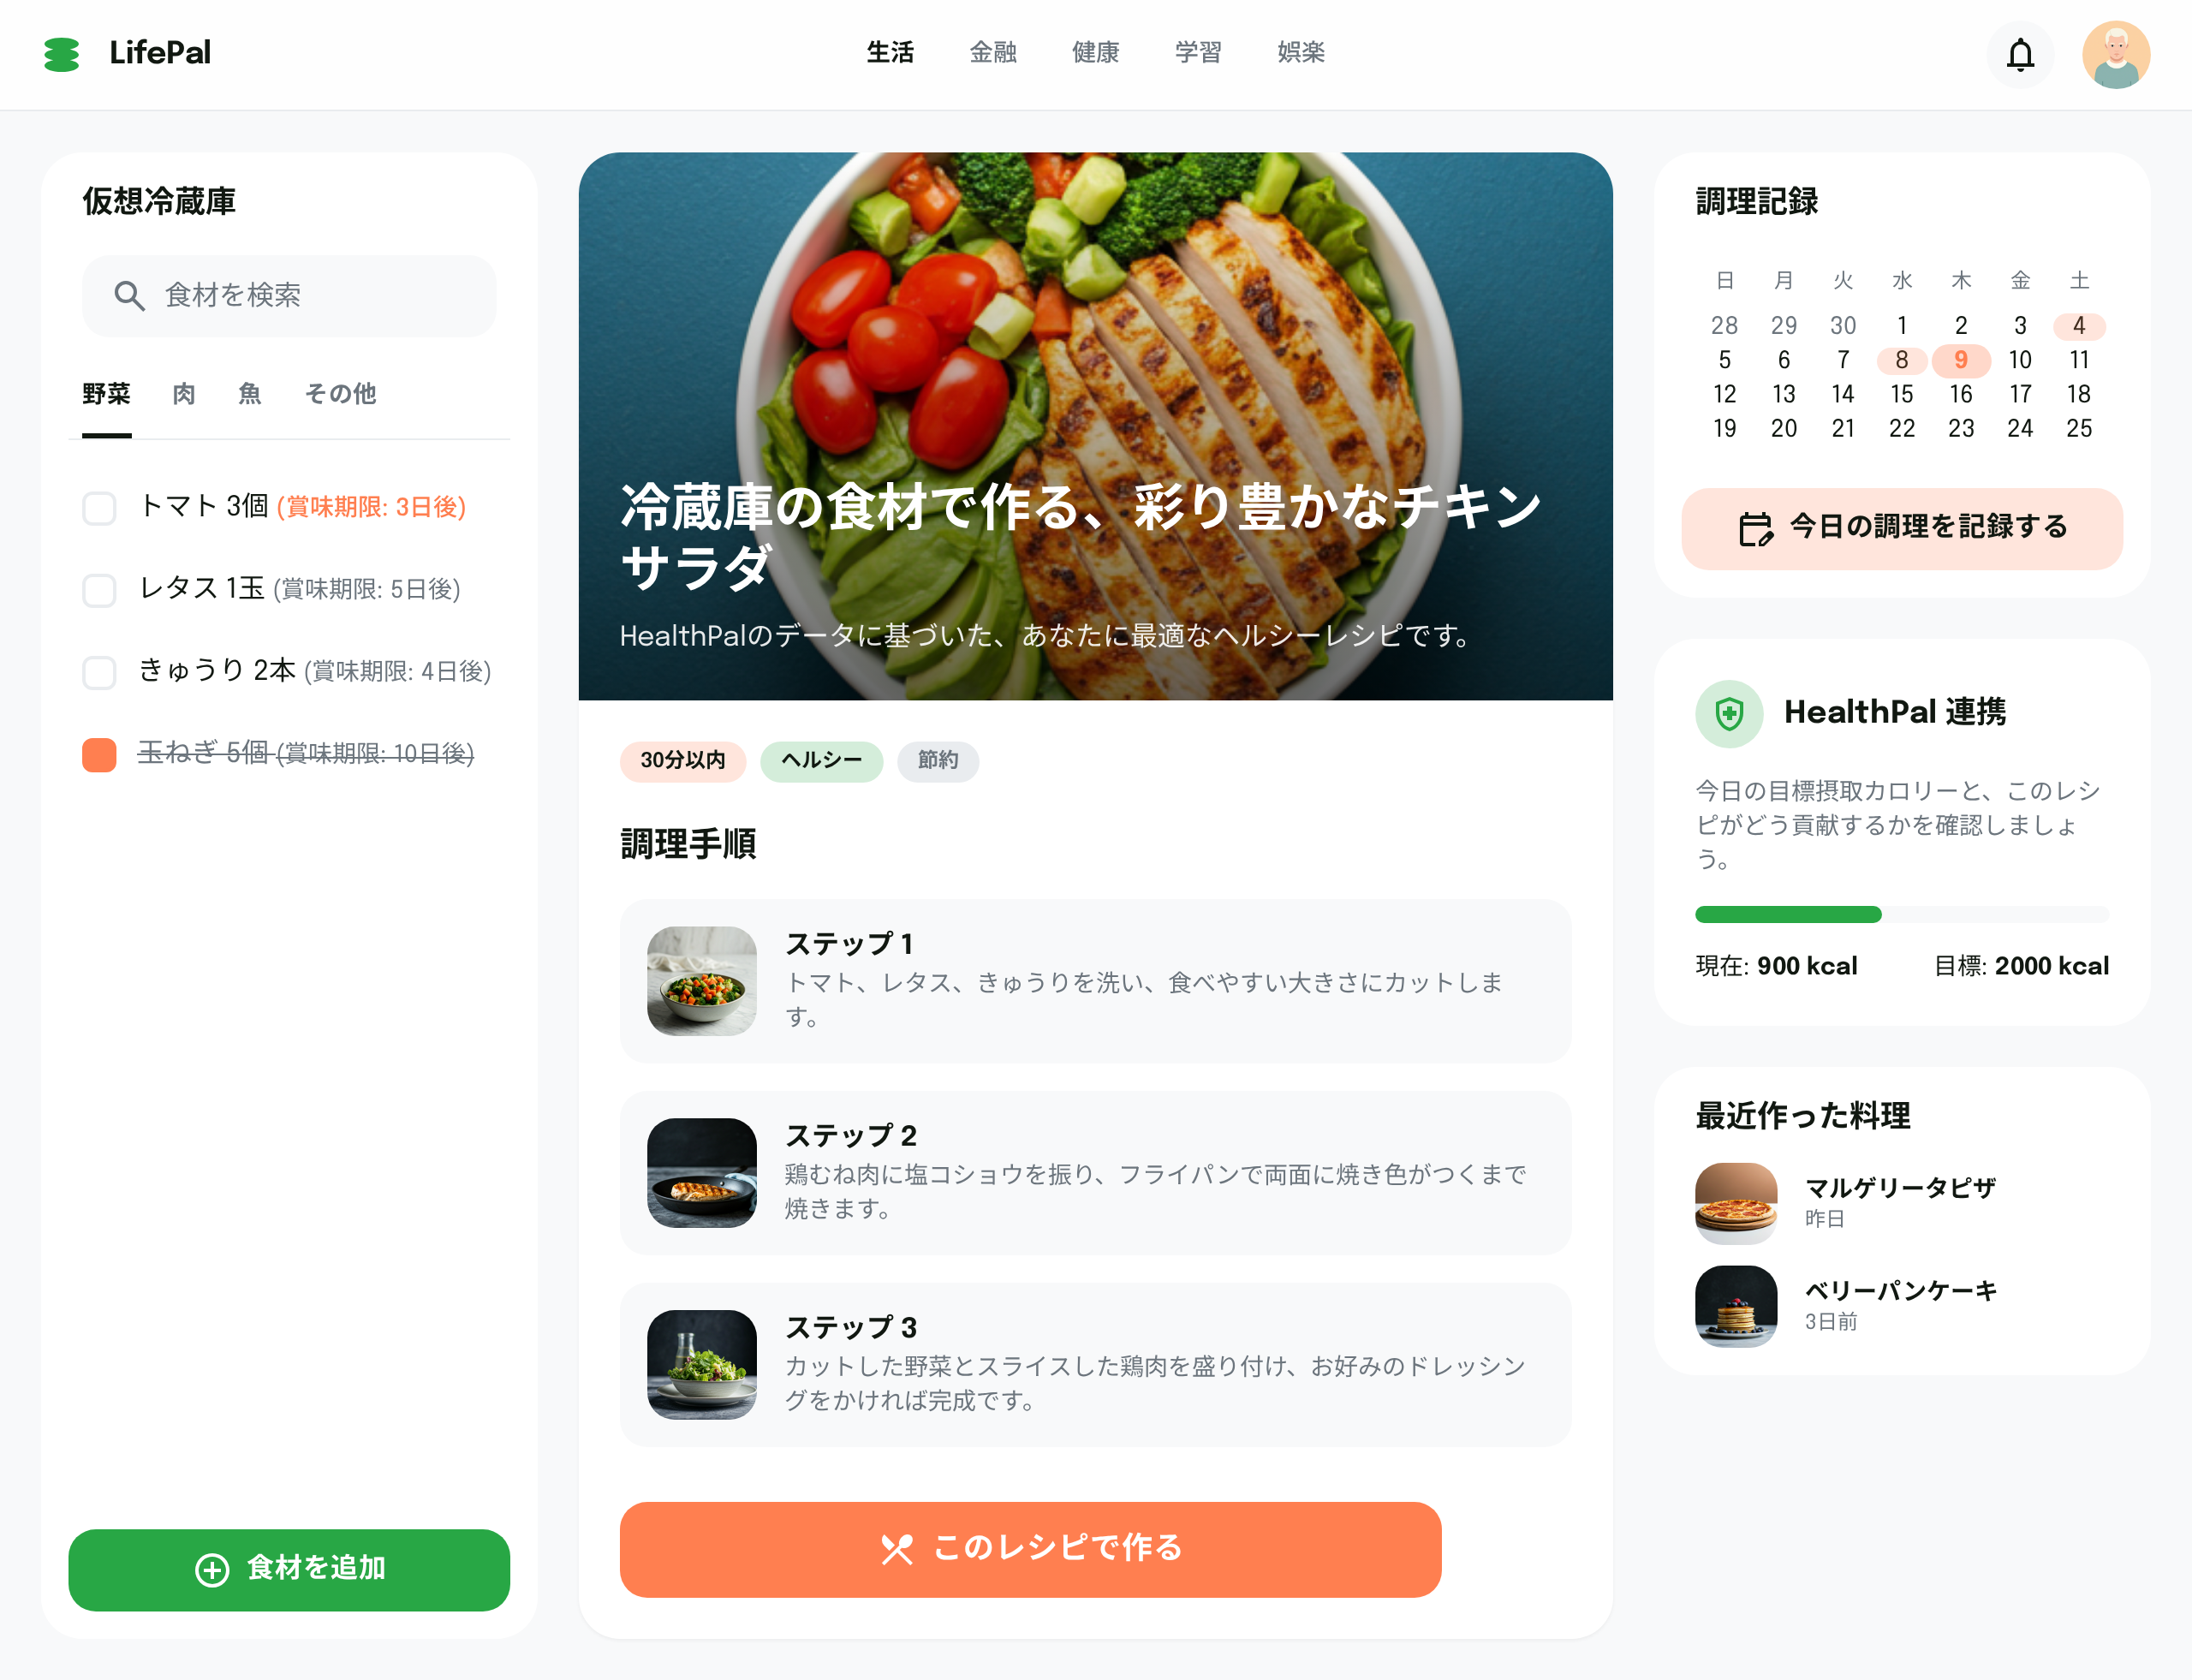 LifePal
生活 金融 健康 学習 娯楽
仮想冷蔵庫
食材を検索
野菜 肉 魚 その他
トマト 3個 (賞味期限: 3日後)
レタス 1玉 (賞味期限: 5日後)
きゅうり 2本 (賞味期限: 4日後)
玉ねぎ 5個 (賞味期限: 10日後)
食材を追加
冷蔵庫の食材で作る、彩り豊かなチキン
サラダ
HealthPalのデータに基づいた、あなたに最適なヘルシーレシピです。
30分以内 ヘルシー 節約
調理手順
ステップ 1
トマト、レタス、きゅうりを洗い、食べやすい大きさにカットしま
す。
ステップ 2
鶏むね肉に塩コショウを振り、フライパンで両面に焼き色がつくまで
焼きます。
ステップ 3
カットした野菜とスライスした鶏肉を盛り付け、お好みのドレッシン
グをかければ完成です。
このレシピで作る
調理記録
日 月 火 水 木 金 土
28 29 30 1 2 3 4
5 6 7 8 9 10 11
12 13 14 15 16 17 18
19 20 21 22 23 24 25
今日の調理を記録する
HealthPal 連携
今日の目標摂取カロリーと、このレシ
ピがどう貢献するかを確認しましょ
う。
現在: 900 kcal 目標: 2000 kcal
最近作った料理
マルゲリータピザ
昨日
ベリーパンケーキ
3日前